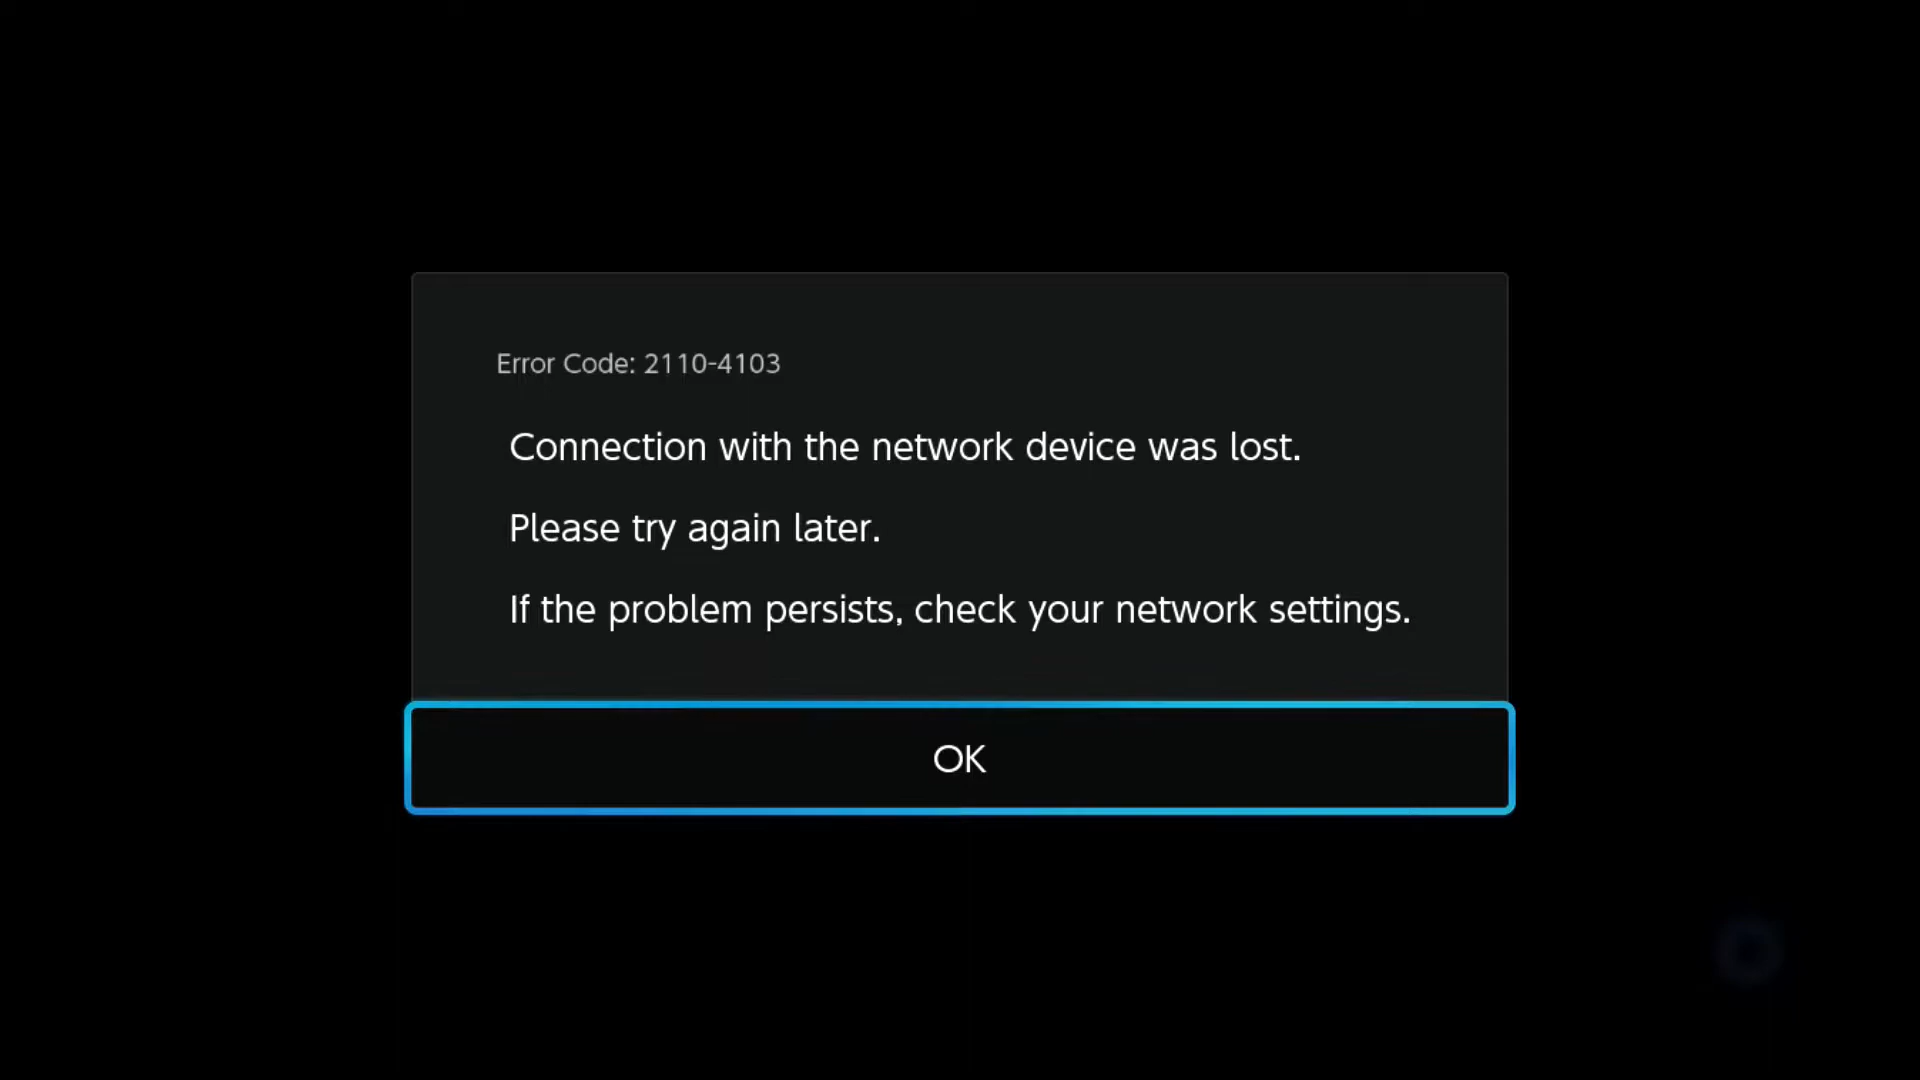 Error Code: 2110-4103
Connection with the network device was lost.
Please try again later.
If the problem persists, check your network settings.
OK